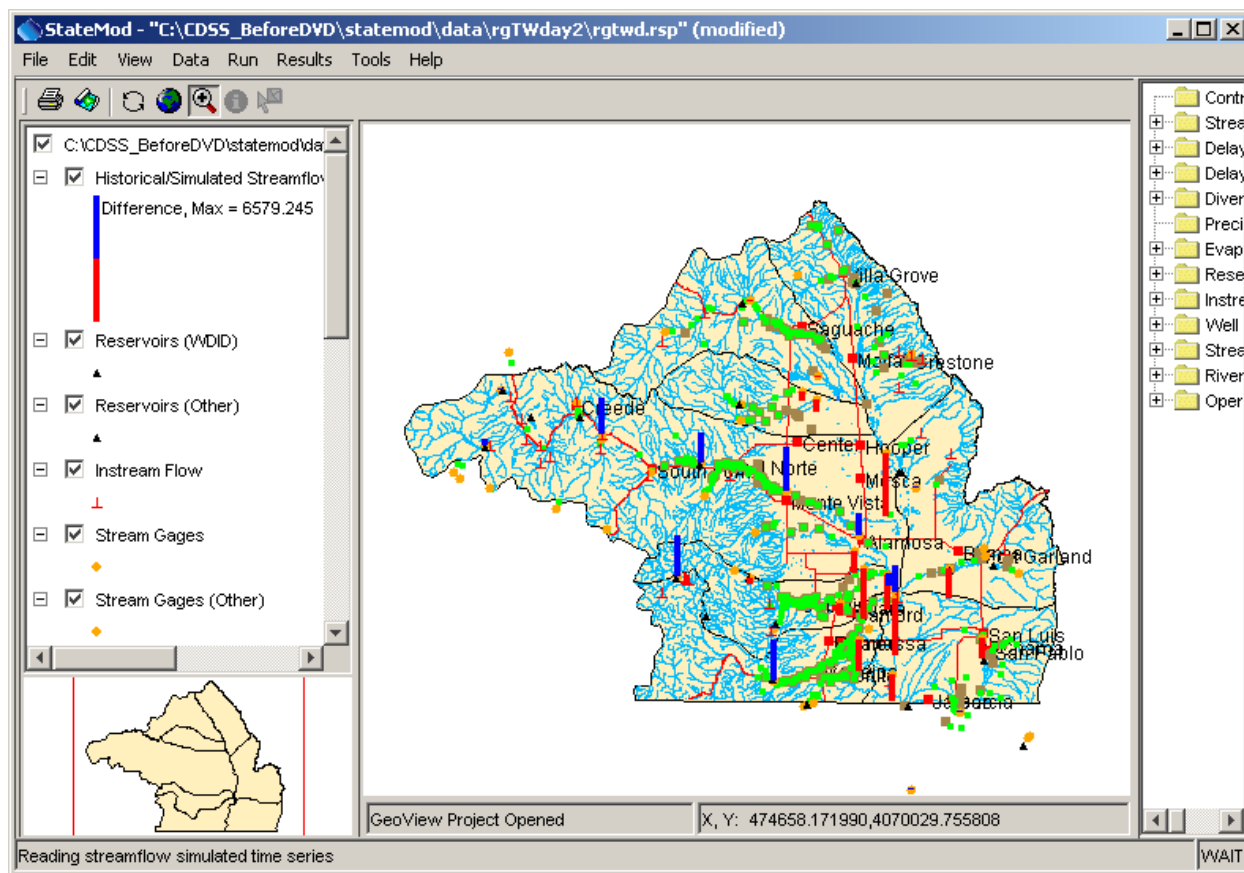 StateMod - "C:\CDSS_BeforeDVD\statemod\data\rgTWday2\rgtwd.rsp" (modified)
File Edit View Data Run Results Tools Help
C:\CDSS_BeforeDVD\statemod\da
Historical/Simulated Streamflo
Difference, Max = 6579.245
Reservoirs (WDID)
Reservoirs (Other)
Instream Flow
Stream Gages
Stream Gages (Other)
Villa Grove
Saguache
Moffa
Crestone
Creede
Center
Hooper
South
Norte
Mosca
Monte Vista
Alamosa
Garland
San Luis
San Pablo
Contr
Strea
Delay
Delay
Diver
Preci
Evap
Rese
Instre
Well
Strea
River
Oper
GeoView Project Opened
X, Y: 474658.171990,4070029.755808
Reading streamflow simulated time series
WAIT